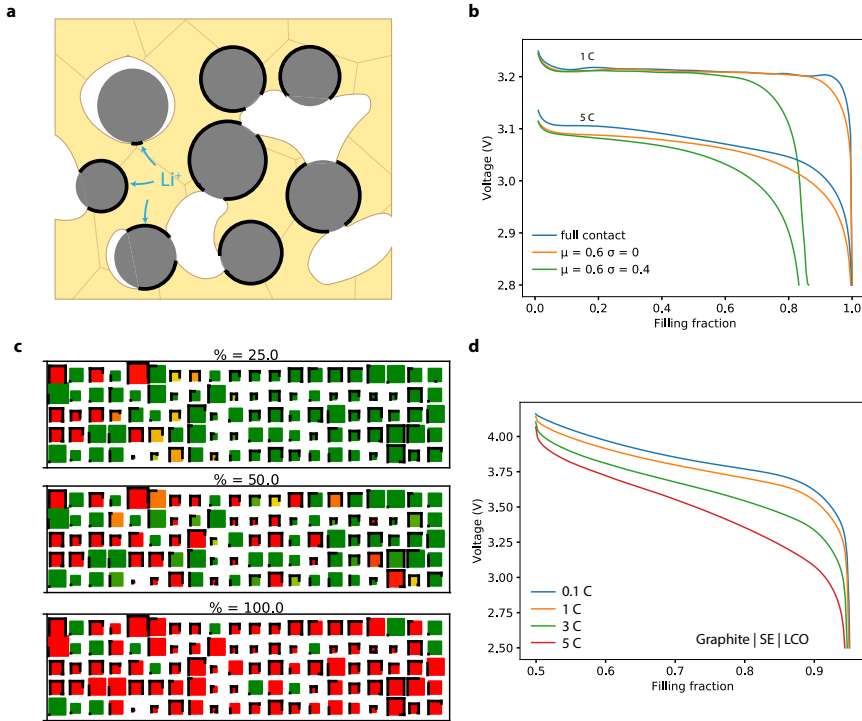 a
Li⁺
b
1 C
5 C
3.2
3.1
3.0
2.9
2.8
Voltage (V)
full contact
μ = 0.6 σ = 0
μ = 0.6 σ = 0.4
0.0 0.2 0.4 0.6 0.8 1.0
Filling fraction
c
% = 25.0
% = 50.0
% = 100.0
d
4.00
3.75
3.50
3.25
3.00
2.75
2.50
Voltage (V)
0.1 C
1 C
3 C
5 C
Graphite | SE | LCO
0.5 0.6 0.7 0.8 0.9
Filling fraction